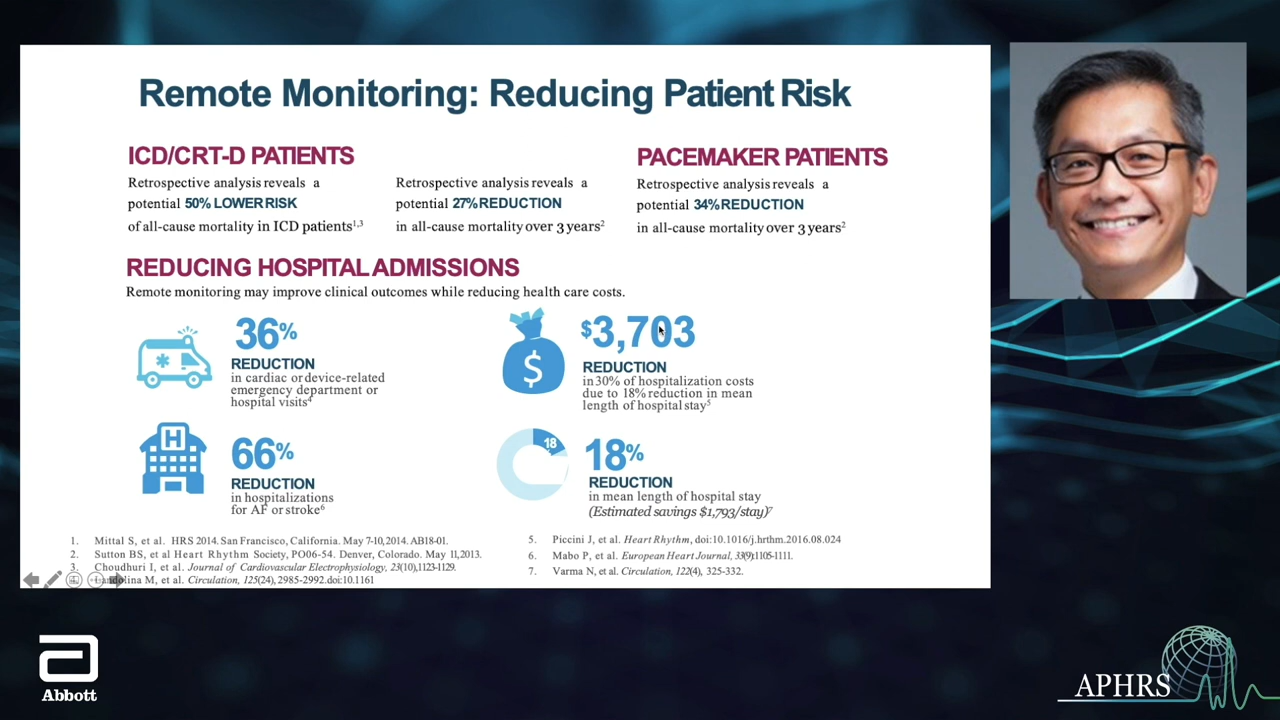 Remote Monitoring: Reducing Patient Risk
ICD/CRT-D PATIENTS
Retrospective analysis reveals a
potential 50% LOWER RISK
of all-cause mortality in ICD patients1,3
Retrospective analysis reveals a
potential 27% REDUCTION
in all-cause mortality over 3 years2
PACEMAKER PATIENTS
Retrospective analysis reveals a
potential 34% REDUCTION
in all-cause mortality over 3 years2
REDUCING HOSPITAL ADMISSIONS
Remote monitoring may improve clinical outcomes while reducing health care costs.
36%
REDUCTION
in cardiac or device-related
emergency department or
hospital visits4
$
$3,703
REDUCTION
in 30% of hospitalization costs
due to 18% reduction in mean
length of hospital stay5
H
66%
REDUCTION
in hospitalizations
for AF or stroke6
18
18%
REDUCTION
in mean length of hospital stay
(Estimated savings $1,793/stay)7
1. Mittal S, et al. HRS 2014. San Francisco, California. May 7-10, 2014. AB18-01.
2. Sutton BS, et al Heart Rhythm Society, PO06-54. Denver, Colorado. May 11, 2013.
3. Choudhuri I, et al. Journal of Cardiovascular Electrophysiology, 23(10),1123-1129.
M, et al. Circulation, 125(24), 2985-2992.doi:10.1161
5. Piccini J, et al. Heart Rhythm, doi:10.1016/j.hrthm.2016.08.024
6. Mabo P, et al. European Heart Journal, 33(9):1105-1111.
7. Varma N, et al. Circulation, 122(4), 325-332.
Abbott
APHRS